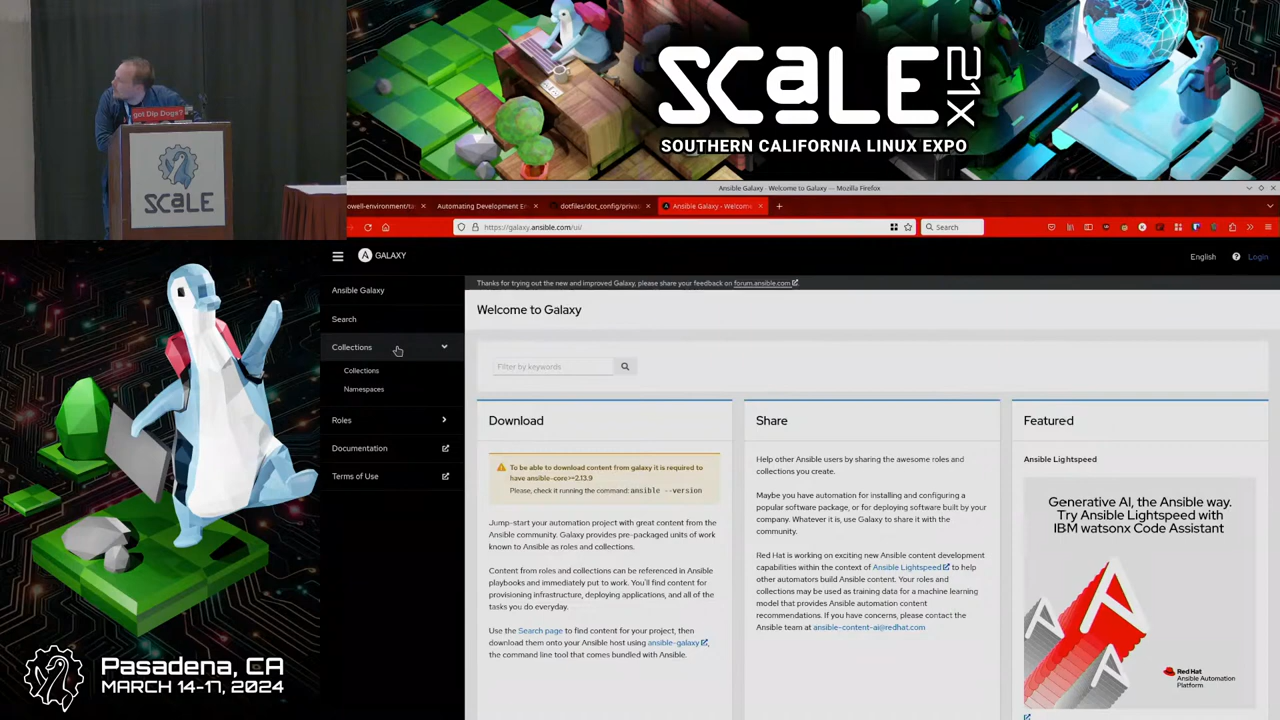 got Dip Dogs?
SCaLE
SCaLE 21X
SOUTHERN CALIFORNIA LINUX EXPO
Ansible Galaxy - Welcome to Galaxy — Mozilla Firefox
owell-environment/ta
Automating Development E
dotfiles/dot_config/priva
Ansible Galaxy - Welcome
https://galaxy.ansible.com/ui/
Search
GALAXY
English
Login
Ansible Galaxy
Search
Collections
Collections
Namespaces
Roles
Documentation
Terms of Use
Thanks for trying out the new and improved Galaxy, please share your feedback on forum.ansible.com.
Welcome to Galaxy
Filter by keywords
Download
To be able to download content from galaxy it is required to
have ansible-core>=2.13.9
Please, check it running the command: ansible --version
Jump-start your automation project with great content from the
Ansible community. Galaxy provides pre-packaged units of work
known to Ansible as roles and collections.
Content from roles and collections can be referenced in Ansible
playbooks and immediately put to work. You'll find content for
provisioning infrastructure, deploying applications, and all of the
tasks you do everyday.
Use the Search page to find content for your project, then
download them onto your Ansible host using ansible-galaxy,
the command line tool that comes bundled with Ansible.
Share
Help other Ansible users by sharing the awesome roles and
collections you create.
Maybe you have automation for installing and configuring a
popular software package, or for deploying software built by your
company. Whatever it is, use Galaxy to share it with the
community.
Red Hat is working on exciting new Ansible content development
capabilities within the context of Ansible Lightspeed to help
other automators build Ansible content. Your roles and
collections may be used as training data for a machine learning
model that provides Ansible automation content
recommendations. If you have concerns, please contact the
Ansible team at ansible-content-ai@redhat.com
Featured
Ansible Lightspeed
Generative AI, the Ansible way.
Try Ansible Lightspeed with
IBM watsonx Code Assistant
Red Hat
Ansible Automation
Platform
Pasadena, CA
MARCH 14-17, 2024